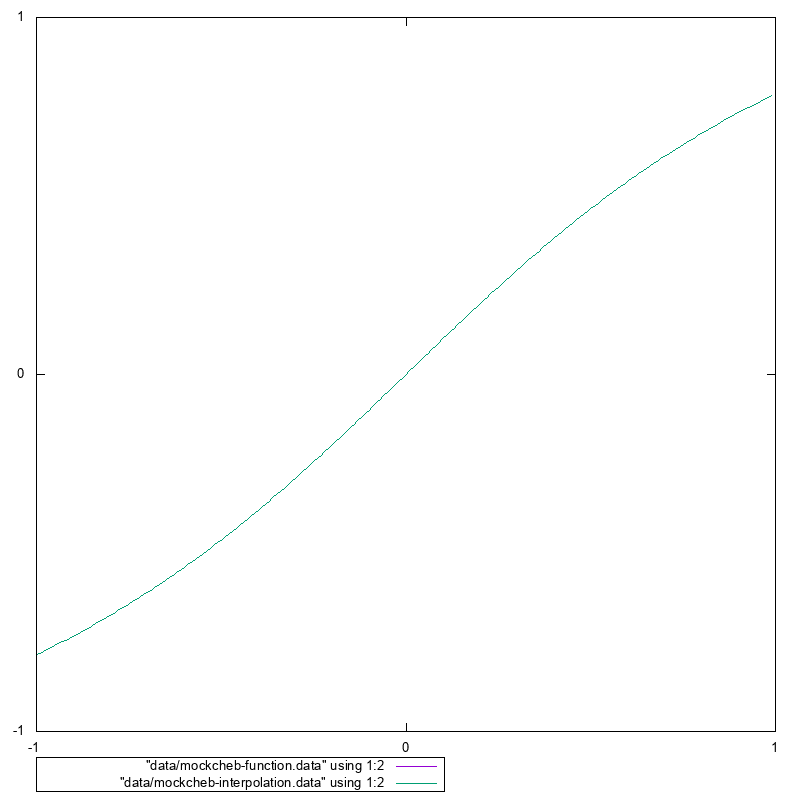 1
0
-1
-1 0 1
"data/mockcheb-function.data" using 1:2
"data/mockcheb-interpolation.data" using 1:2